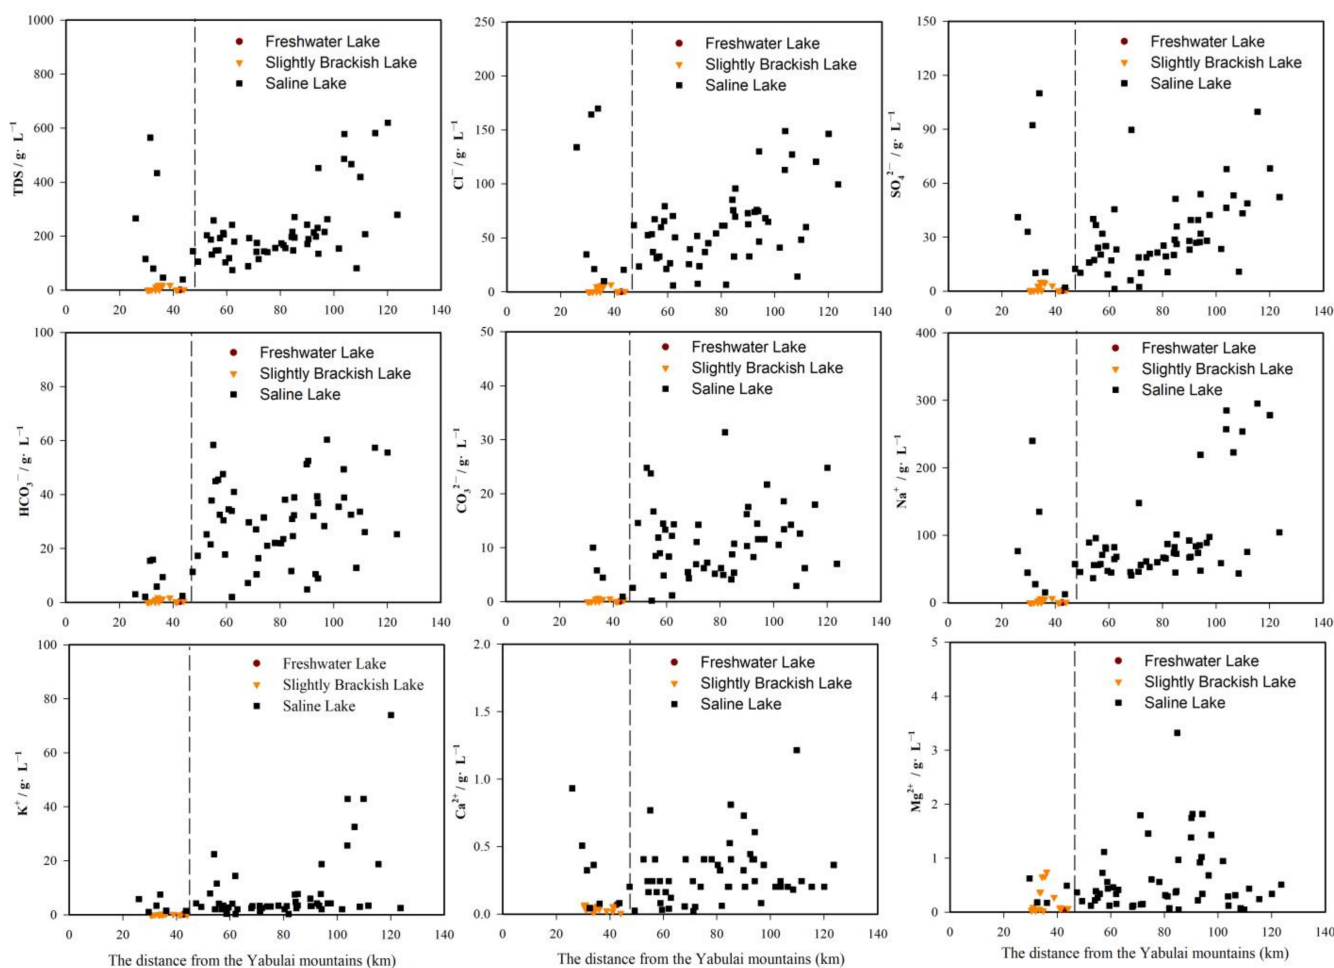 TDS / g· L⁻¹
1000
800
600
400
200
0
0 20 40 60 80 100 120 140
Freshwater Lake
Slightly Brackish Lake
Saline Lake
Cl⁻ / g· L⁻¹
250
200
150
100
50
0
0 20 40 60 80 100 120 140
Freshwater Lake
Slightly Brackish Lake
Saline Lake
SO₄²⁻ / g· L⁻¹
150
120
90
60
30
0
0 20 40 60 80 100 120 140
Freshwater Lake
Slightly Brackish Lake
Saline Lake
HCO₃⁻ / g· L⁻¹
100
80
60
40
20
0
0 20 40 60 80 100 120 140
Freshwater Lake
Slightly Brackish Lake
Saline Lake
CO₃²⁻ / g· L⁻¹
50
40
30
20
10
0
0 20 40 60 80 100 120 140
Freshwater Lake
Slightly Brackish Lake
Saline Lake
Na⁺ / g· L⁻¹
400
300
200
100
0
0 20 40 60 80 100 120 140
Freshwater Lake
Slightly Brackish Lake
Saline Lake
K⁺ / g· L⁻¹
100
80
60
40
20
0
0 20 40 60 80 100 120 140
Freshwater Lake
Slightly Brackish Lake
Saline Lake
The distance from the Yabulai mountains (km)
Ca²⁺ / g· L⁻¹
2.0
1.5
1.0
0.5
0.0
0 20 40 60 80 100 120 140
Freshwater Lake
Slightly Brackish Lake
Saline Lake
The distance from the Yabulai mountains (km)
Mg²⁺ / g· L⁻¹
5
4
3
2
1
0
0 20 40 60 80 100 120 140
Freshwater Lake
Slightly Brackish Lake
Saline Lake
The distance from the Yabulai mountains (km)